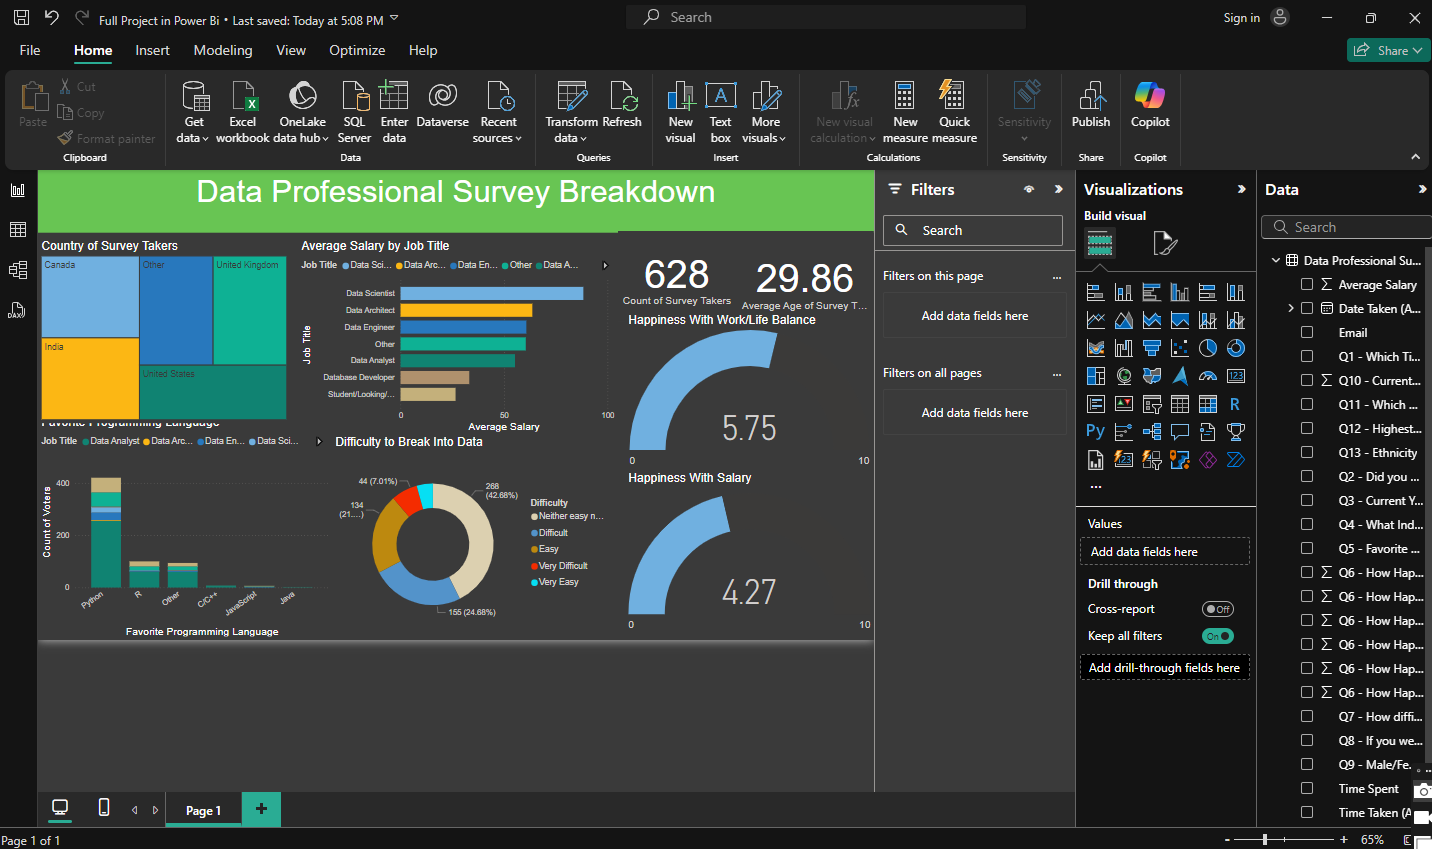 Full Project in Power Bi • Last saved: Today at 5:08 PM
Search
Sign in
File
Home
Insert
Modeling
View
Optimize
Help
Share
Paste
Cut
Copy
Format painter
Clipboard
Get data
Excel workbook
OneLake data hub
SQL Server
Enter data
Dataverse
Recent sources
Data
Transform data
Refresh
Queries
New visual
Text box
More visuals
Insert
New visual calculation
New measure
Quick measure
Calculations
Sensitivity
Sensitivity
Publish
Share
Copilot
Copilot
Data Professional Survey Breakdown
Country of Survey Takers
Canada
Other
United Kingdom
India
United States
Average Salary by Job Title
Job Title Data Sci... Data Arc... Data En... Other Data A...
Job Title
Data Scientist
Data Architect
Data Engineer
Other
Data Analyst
Database Developer
Student/Looking/...
0 50 100
Average Salary
628
Count of Survey Takers
29.86
Average Age of Survey T...
Happiness With Work/Life Balance
5.75
0 10
Happiness With Salary
4.27
0 10
Favorite Programming Language
Job Title Data Analyst Data Arc... Data En... Data Sci...
Count of Voters
400
200
0
Python
R
Other
C/C++
JavaScript
Java
Favorite Programming Language
Difficulty to Break Into Data
44 (7.01%)
268
(42.68%)
134
(21....)
155 (24.68%)
Difficulty
Neither easy n...
Difficult
Easy
Very Difficult
Very Easy
Filters
Search
Filters on this page ...
Add data fields here
Filters on all pages ...
Add data fields here
Visualizations
Build visual
R
Py
123
...
Values
Add data fields here
Drill through
Cross-report Off
Keep all filters On
Add drill-through fields here
Data
Search
Data Professional Su...
Σ Average Salary
Date Taken (A...
Email
Q1 - Which Ti...
Σ Q10 - Current...
Q11 - Which ...
Q12 - Highest...
Q13 - Ethnicity
Q2 - Did you ...
Q3 - Current Y...
Q4 - What Ind...
Q5 - Favorite ...
Σ Q6 - How Hap...
Σ Q6 - How Hap...
Σ Q6 - How Hap...
Σ Q6 - How Hap...
Σ Q6 - How Hap...
Σ Q6 - How Hap...
Q7 - How diffi...
Q8 - If you we...
Q9 - Male/Fe...
Time Spent
Time Taken (A
Page 1
+
Page 1 of 1
- + 65%